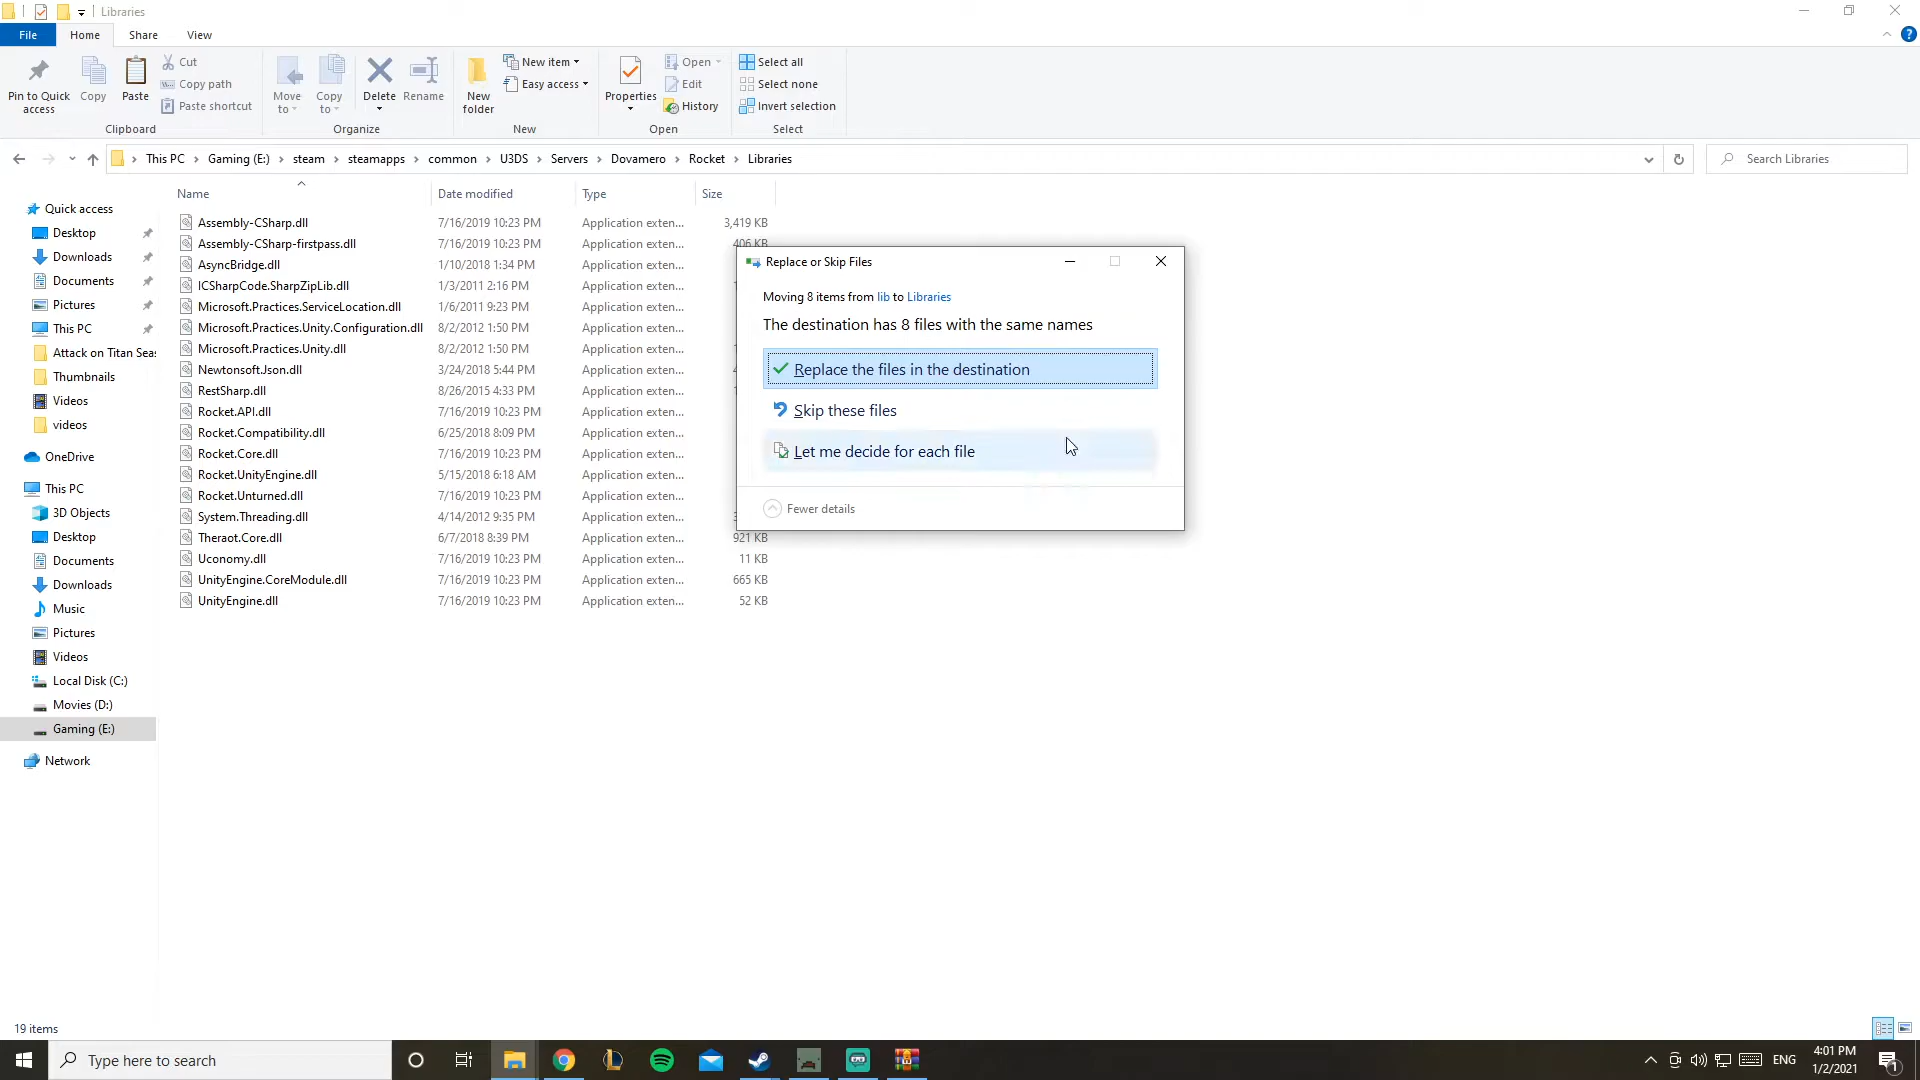 Libraries
File
Home
Share
View
Pin to Quick
access
Copy
Paste
Cut
Copy path
Paste shortcut
Clipboard
Move
to
Copy
to
Delete
Rename
Organize
New
folder
New item
Easy access
New
Properties
Open
Edit
History
Open
Select all
Select none
Invert selection
Select
This PC > Gaming (E:) > steam > steamapps > common > U3DS > Servers > Dovamero > Rocket > Libraries
Search Libraries
Name Date modified Type Size
Assembly-CSharp.dll 7/16/2019 10:23 PM Application exten... 3,419 KB
Assembly-CSharp-firstpass.dll 7/16/2019 10:23 PM Application exten... 406 KB
AsyncBridge.dll 1/10/2018 1:34 PM Application exten...
ICSharpCode.SharpZipLib.dll 1/3/2011 2:16 PM Application exten...
Microsoft.Practices.ServiceLocation.dll 1/6/2011 9:23 PM Application exten...
Microsoft.Practices.Unity.Configuration.dll 8/2/2012 1:50 PM Application exten...
Microsoft.Practices.Unity.dll 8/2/2012 1:50 PM Application exten...
Newtonsoft.Json.dll 3/24/2018 5:44 PM Application exten...
RestSharp.dll 8/26/2015 4:33 PM Application exten...
Rocket.API.dll 7/16/2019 10:23 PM Application exten...
Rocket.Compatibility.dll 6/25/2018 8:09 PM Application exten...
Rocket.Core.dll 7/16/2019 10:23 PM Application exten...
Rocket.UnityEngine.dll 5/15/2018 6:18 AM Application exten...
Rocket.Unturned.dll 7/16/2019 10:23 PM Application exten...
System.Threading.dll 4/14/2012 9:35 PM Application exten...
Theraot.Core.dll 6/7/2018 8:39 PM Application exten... 921 KB
Uconomy.dll 7/16/2019 10:23 PM Application exten... 11 KB
UnityEngine.CoreModule.dll 7/16/2019 10:23 PM Application exten... 665 KB
UnityEngine.dll 7/16/2019 10:23 PM Application exten... 52 KB
Quick access
Desktop
Downloads
Documents
Pictures
This PC
Attack on Titan Seas
Thumbnails
Videos
videos
OneDrive
This PC
3D Objects
Desktop
Documents
Downloads
Music
Pictures
Videos
Local Disk (C:)
Movies (D:)
Gaming (E:)
Network
Replace or Skip Files
Moving 8 items from lib to Libraries
The destination has 8 files with the same names
Replace the files in the destination
Skip these files
Let me decide for each file
Fewer details
19 items
Type here to search
ENG
4:01 PM
1/2/2021
1